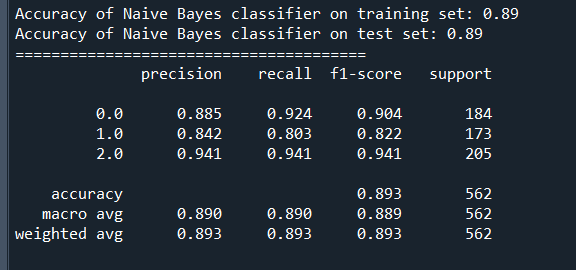 Accuracy of Naive Bayes classifier on training set: 0.89
Accuracy of Naive Bayes classifier on test set: 0.89
=======================================
precision recall f1-score support
0.0 0.885 0.924 0.904 184
1.0 0.842 0.803 0.822 173
2.0 0.941 0.941 0.941 205
accuracy 0.893 562
macro avg 0.890 0.890 0.889 562
weighted avg 0.893 0.893 0.893 562